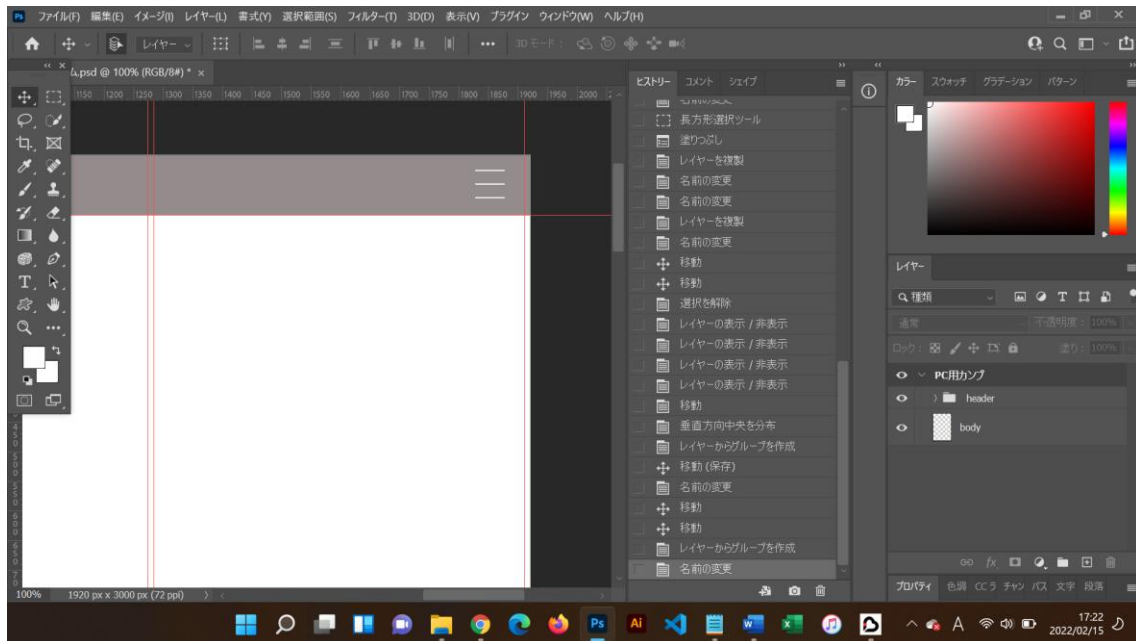 Ps ファイル(F) 編集(E) イメージ(I) レイヤー(L) 書式(Y) 選択範囲(S) フィルター(T) 3D(D) 表示(V) プラグイン ウィンドウ(W) ヘルプ(H)
レイヤー 3D モード :
.psd @ 100% (RGB/8#) * ×
1150 1200 1250 1300 1350 1400 1450 1500 1550 1600 1650 1700 1750 1800 1850 1900 1950 2000
ヒストリー コメント シェイプ
名前の変更
長方形選択ツール
塗りつぶし
レイヤーを複製
名前の変更
名前の変更
レイヤーを複製
名前の変更
移動
移動
選択を解除
レイヤーの表示 / 非表示
レイヤーの表示 / 非表示
レイヤーの表示 / 非表示
レイヤーの表示 / 非表示
移動
垂直方向中央を分布
レイヤーからグループを作成
移動 (保存)
名前の変更
移動
移動
レイヤーからグループを作成
名前の変更
カラー スウォッチ グラデーション パターン
レイヤー
種類
通常 不透明度 : 100%
ロック : 塗り : 100%
PC用カンプ
header
body
fx
プロパティ 色調 CC ラ チャン パス 文字 段落
100% 1920 px x 3000 px (72 ppi)
Ps Ai A 17:22
2022/02/15